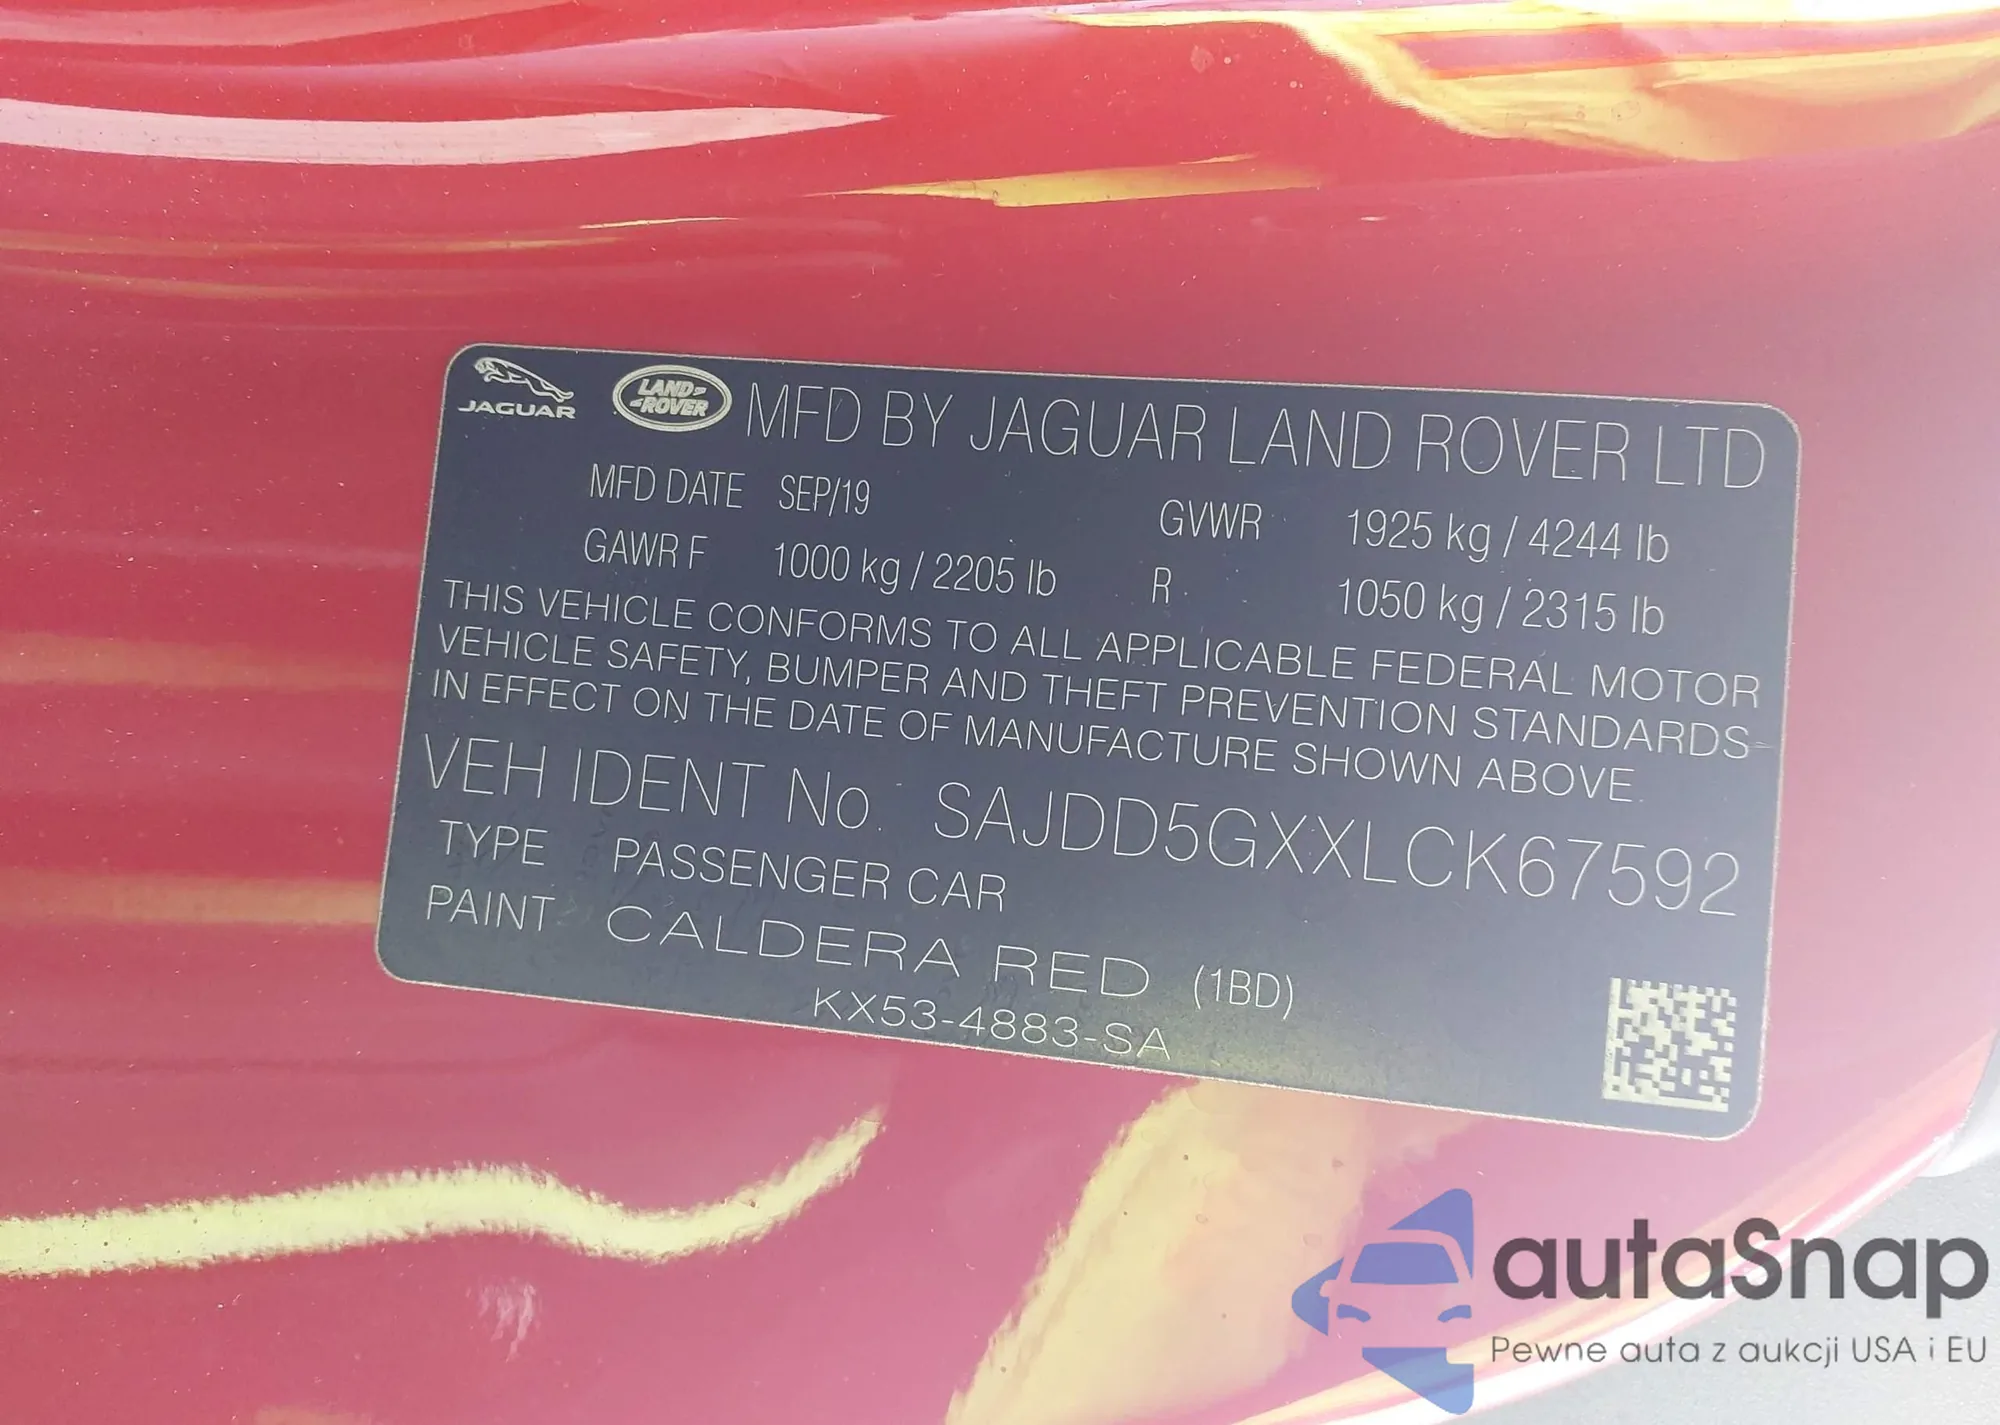 JAGUAR LAND ROVER MFD BY JAGUAR LAND ROVER LTD
MFD DATE SEP/19 GVWR 1925 kg / 4244 lb
GAWR F 1000 kg / 2205 lb R 1050 kg / 2315 lb
THIS VEHICLE CONFORMS TO ALL APPLICABLE FEDERAL MOTOR
VEHICLE SAFETY, BUMPER AND THEFT PREVENTION STANDARDS
IN EFFECT ON THE DATE OF MANUFACTURE SHOWN ABOVE.
VEH IDENT No. SAJDD5GXXLCK67592
TYPE PASSENGER CAR
PAINT CALDERA RED (1BD)
KX53-4883-SA
autaSnap
Pewne auta z aukcji USA i EU